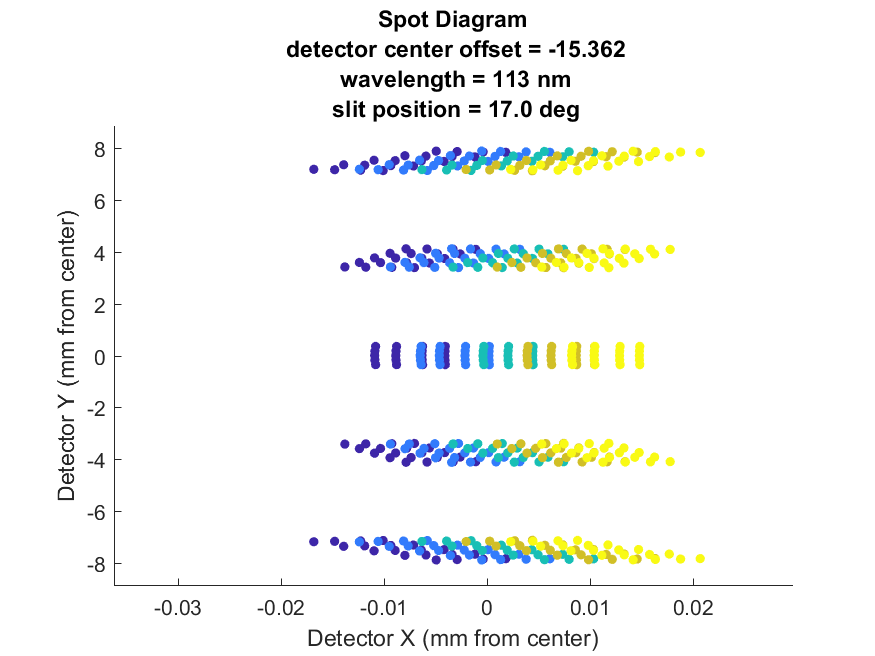 Spot Diagram
detector center offset = -15.362
wavelength = 113 nm
slit position = 17.0 deg
8
6
4
2
0
-2
-4
-6
-8
Detector Y (mm from center)
-0.03 -0.02 -0.01 0 0.01 0.02
Detector X (mm from center)